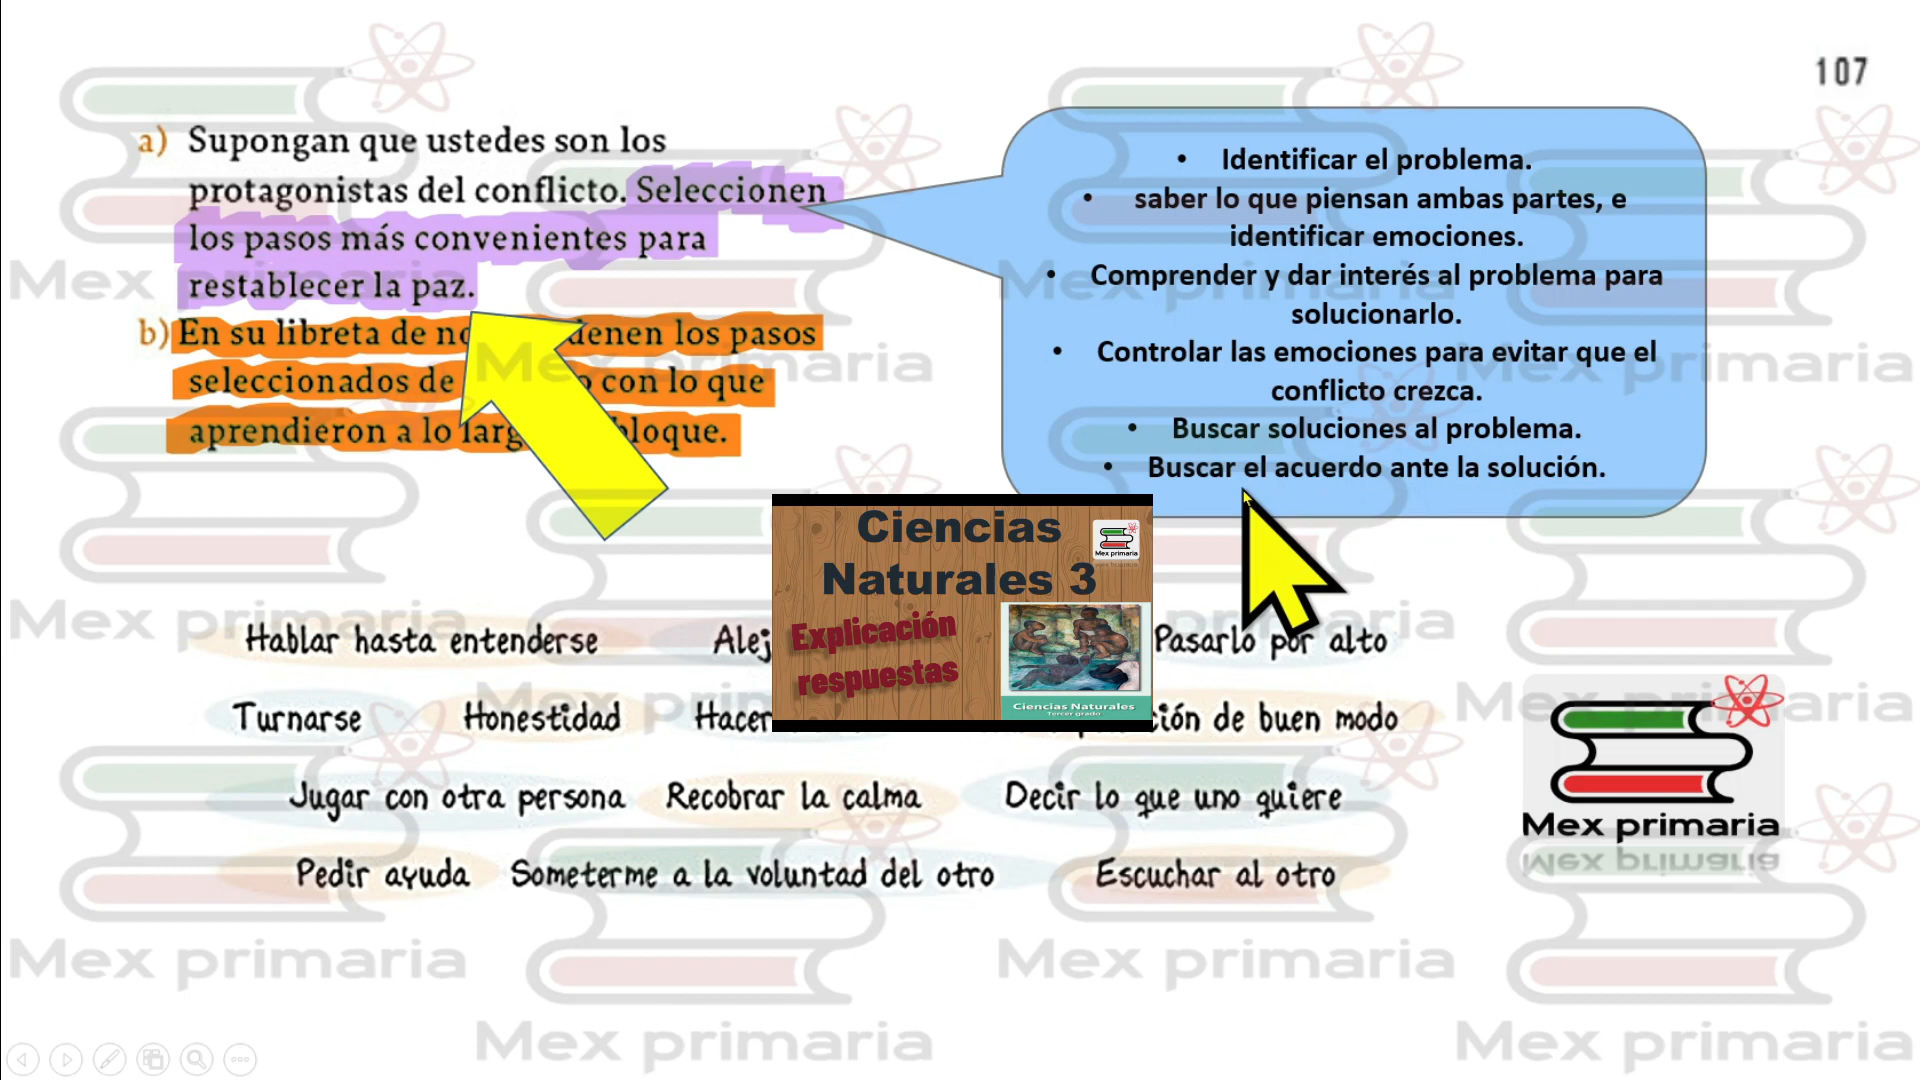 107
a) Supongan que ustedes son los
protagonistas del conflicto. Seleccionen
los pasos más convenientes para
restablecer la paz.
b) En su libreta de los pasos
seleccionados de con lo que
aprendieron a lo
• Identificar el problema.
• saber lo que piensan ambas partes, e
identificar emociones.
• Comprender y dar interés al problema para
solucionarlo.
• Controlar las emociones para evitar que el
conflicto crezca.
• Buscar soluciones al problema.
• Buscar el acuerdo ante la solución.
Ciencias
Naturales 3
Explicación
respuestas
Mex primaria
Ciencias Naturales
Tercer grado
Hablar hasta entenderse Pasarlo por alto
Turnarse Honestidad de buen modo
Jugar con otra persona Recobrar la calma Decir lo que uno quiere
Pedir ayuda Someterme a la voluntad del otro Escuchar al otro
Mex primaria